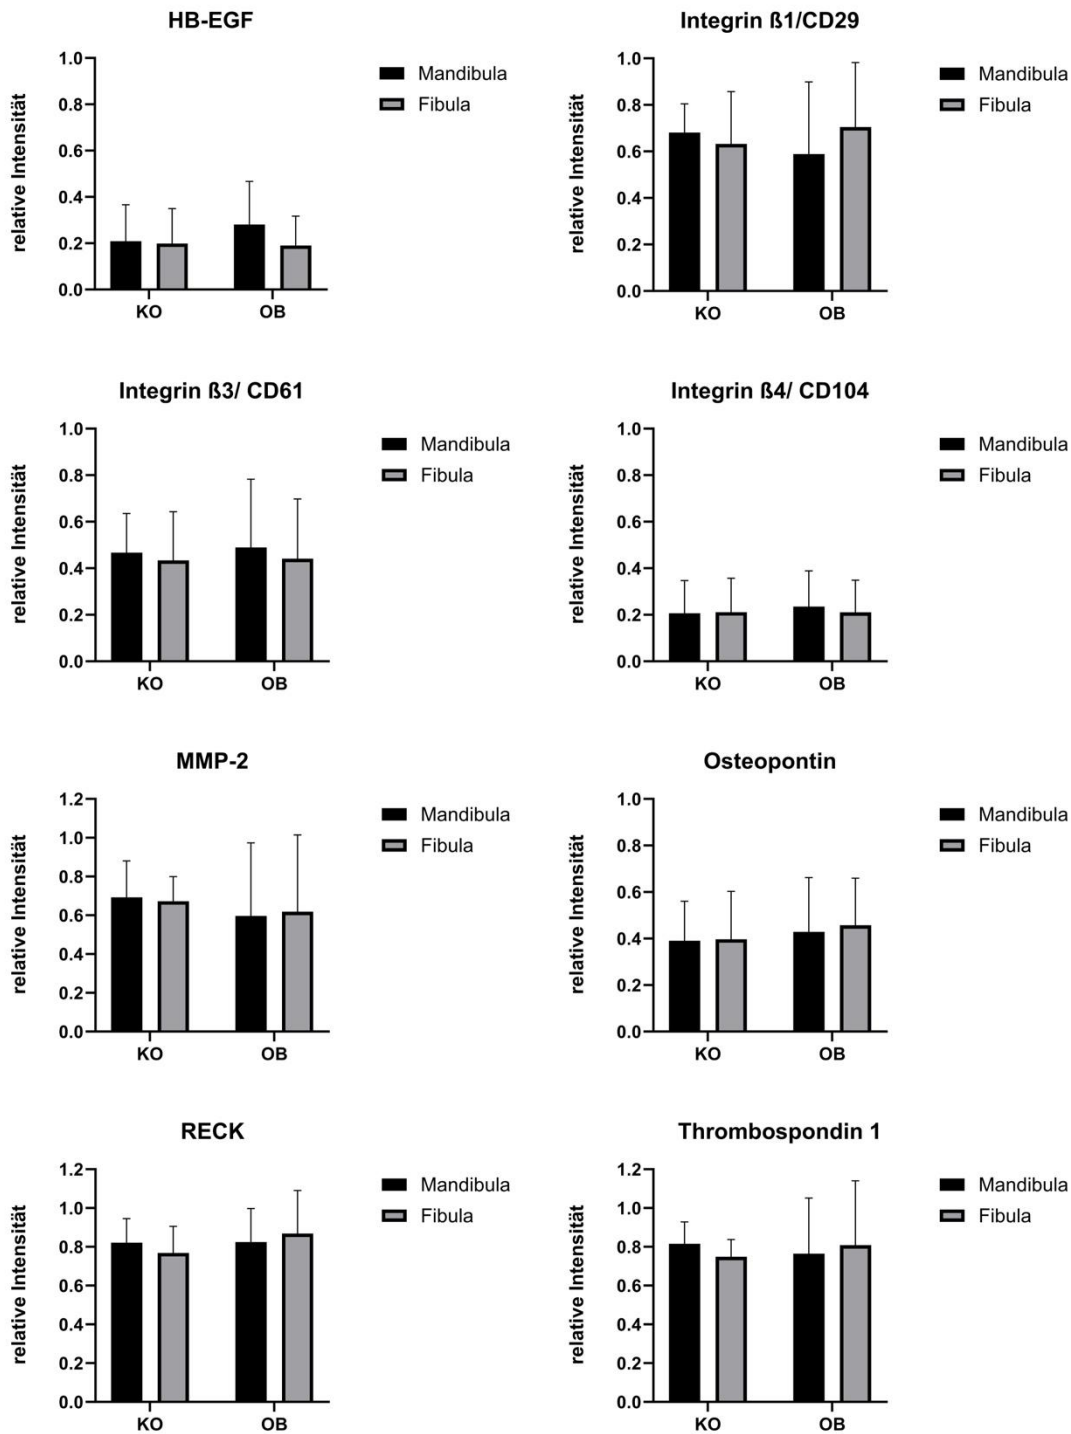 HB-EGF
relative Intensität
1.0
0.8
0.6
0.4
0.2
0.0
KO
OB
Mandibula
Fibula
Integrin ß1/CD29
relative Intensität
1.0
0.8
0.6
0.4
0.2
0.0
KO
OB
Mandibula
Fibula
Integrin ß3/ CD61
relative Intensität
1.0
0.8
0.6
0.4
0.2
0.0
KO
OB
Mandibula
Fibula
Integrin ß4/ CD104
relative Intensität
1.0
0.8
0.6
0.4
0.2
0.0
KO
OB
Mandibula
Fibula
MMP-2
relative Intensität
1.2
1.0
0.8
0.6
0.4
0.2
0.0
KO
OB
Mandibula
Fibula
Osteopontin
relative Intensität
1.0
0.8
0.6
0.4
0.2
0.0
KO
OB
Mandibula
Fibula
RECK
relative Intensität
1.2
1.0
0.8
0.6
0.4
0.2
0.0
KO
OB
Mandibula
Fibula
Thrombospondin 1
relative Intensität
1.2
1.0
0.8
0.6
0.4
0.2
0.0
KO
OB
Mandibula
Fibula